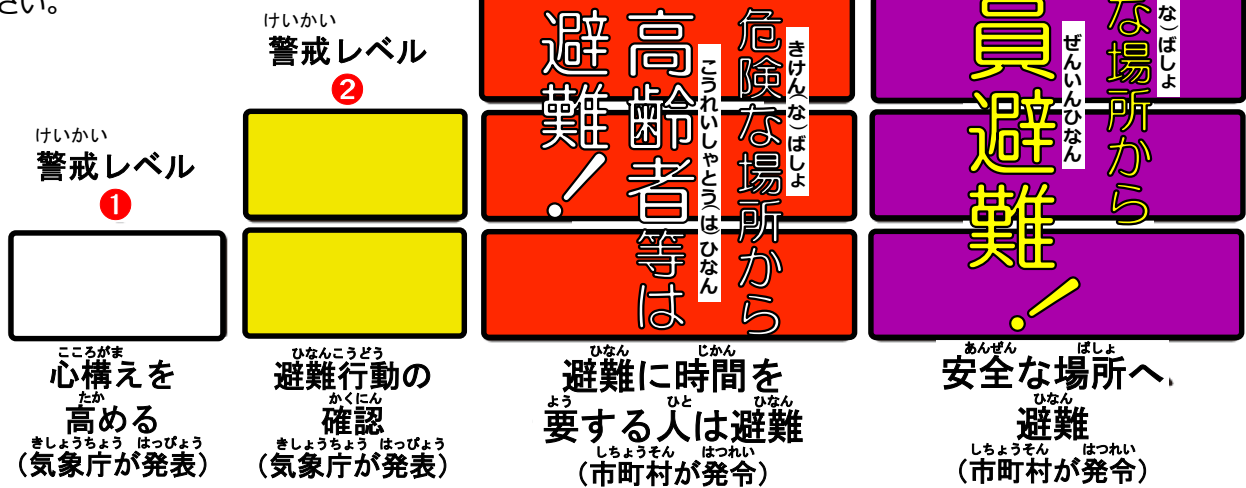 さい。
けいかい
警戒レベル
❶
こころがま
心構えを
たか
高める
きしょうちょう はっぴょう
(気象庁が発表)
けいかい
警戒レベル
❷
ひなんこうどう
避難行動の
かくにん
確認
きしょうちょう はっぴょう
(気象庁が発表)
危険な場所から
きけん(な)ばしょ
高齢者等は
こうれいしゃとう(は)ひなん
避難!
ひなん じかん
避難に時間を
よう ひと ひなん
要する人は避難
しちょうそん はつれい
(市町村が発令)
な場所から
な)ばしょ
員避難!
ぜんいんひなん
あんぜん ばしょ
安全な場所へ、
ひなん
避難
しちょうそん はつれい
(市町村が発令)